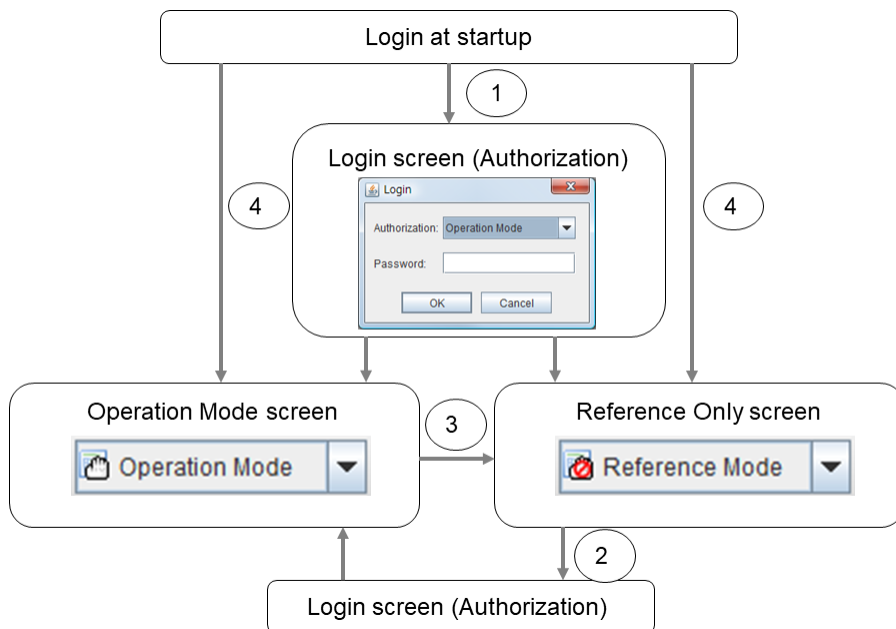 Login at startup
1
Login screen (Authorization)
Login
4
4
Authorization: Operation Mode
Password:
OK Cancel
Operation Mode screen
3
Reference Only screen
Operation Mode
Reference Mode
2
Login screen (Authorization)